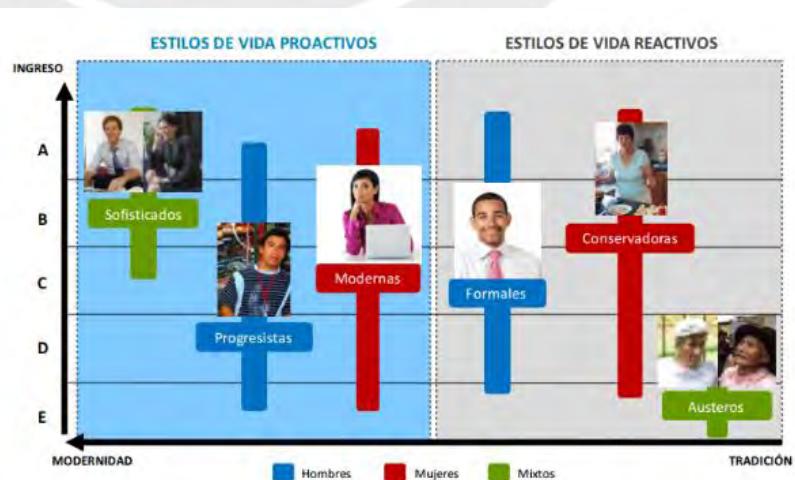 ESTILOS DE VIDA PROACTIVOS
ESTILOS DE VIDA REACTIVOS
INGRESO
A
B
C
D
E
Sofisticados
Progresistas
Modernas
Formales
Conservadoras
Austeros
MODERNIDAD
TRADICIÓN
Hombres
Mujeres
Mixtos